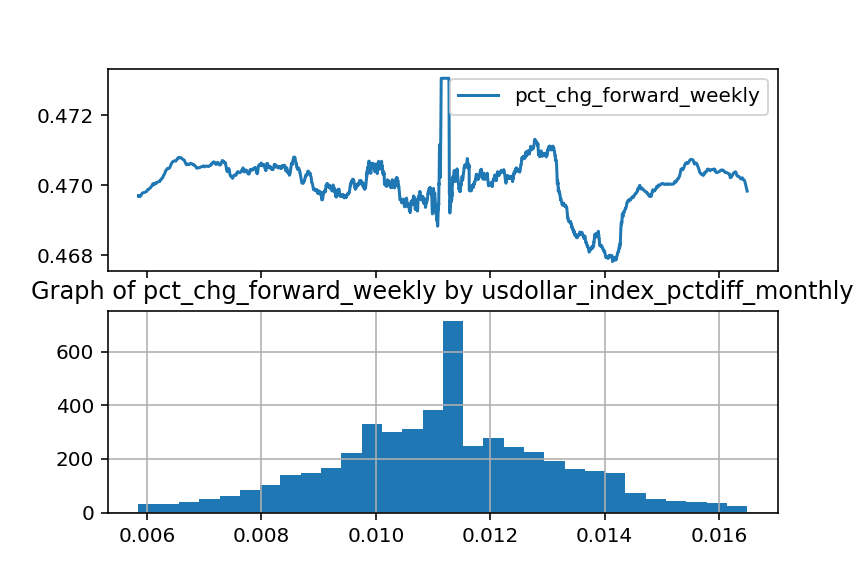 pct_chg_forward_weekly
0.472
0.470
0.468
Graph of pct_chg_forward_weekly by usdollar_index_pctdiff_monthly
600
400
200
0
0.006 0.008 0.010 0.012 0.014 0.016